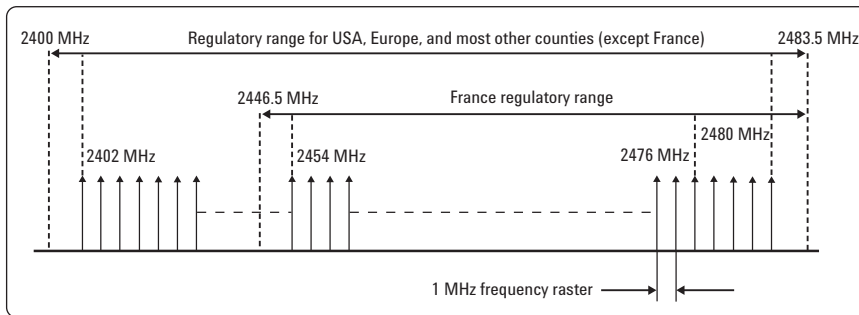 2400 MHz
Regulatory range for USA, Europe, and most other counties (except France)
2483.5 MHz
2446.5 MHz
France regulatory range
2480 MHz
2402 MHz
2454 MHz
2476 MHz
1 MHz frequency raster